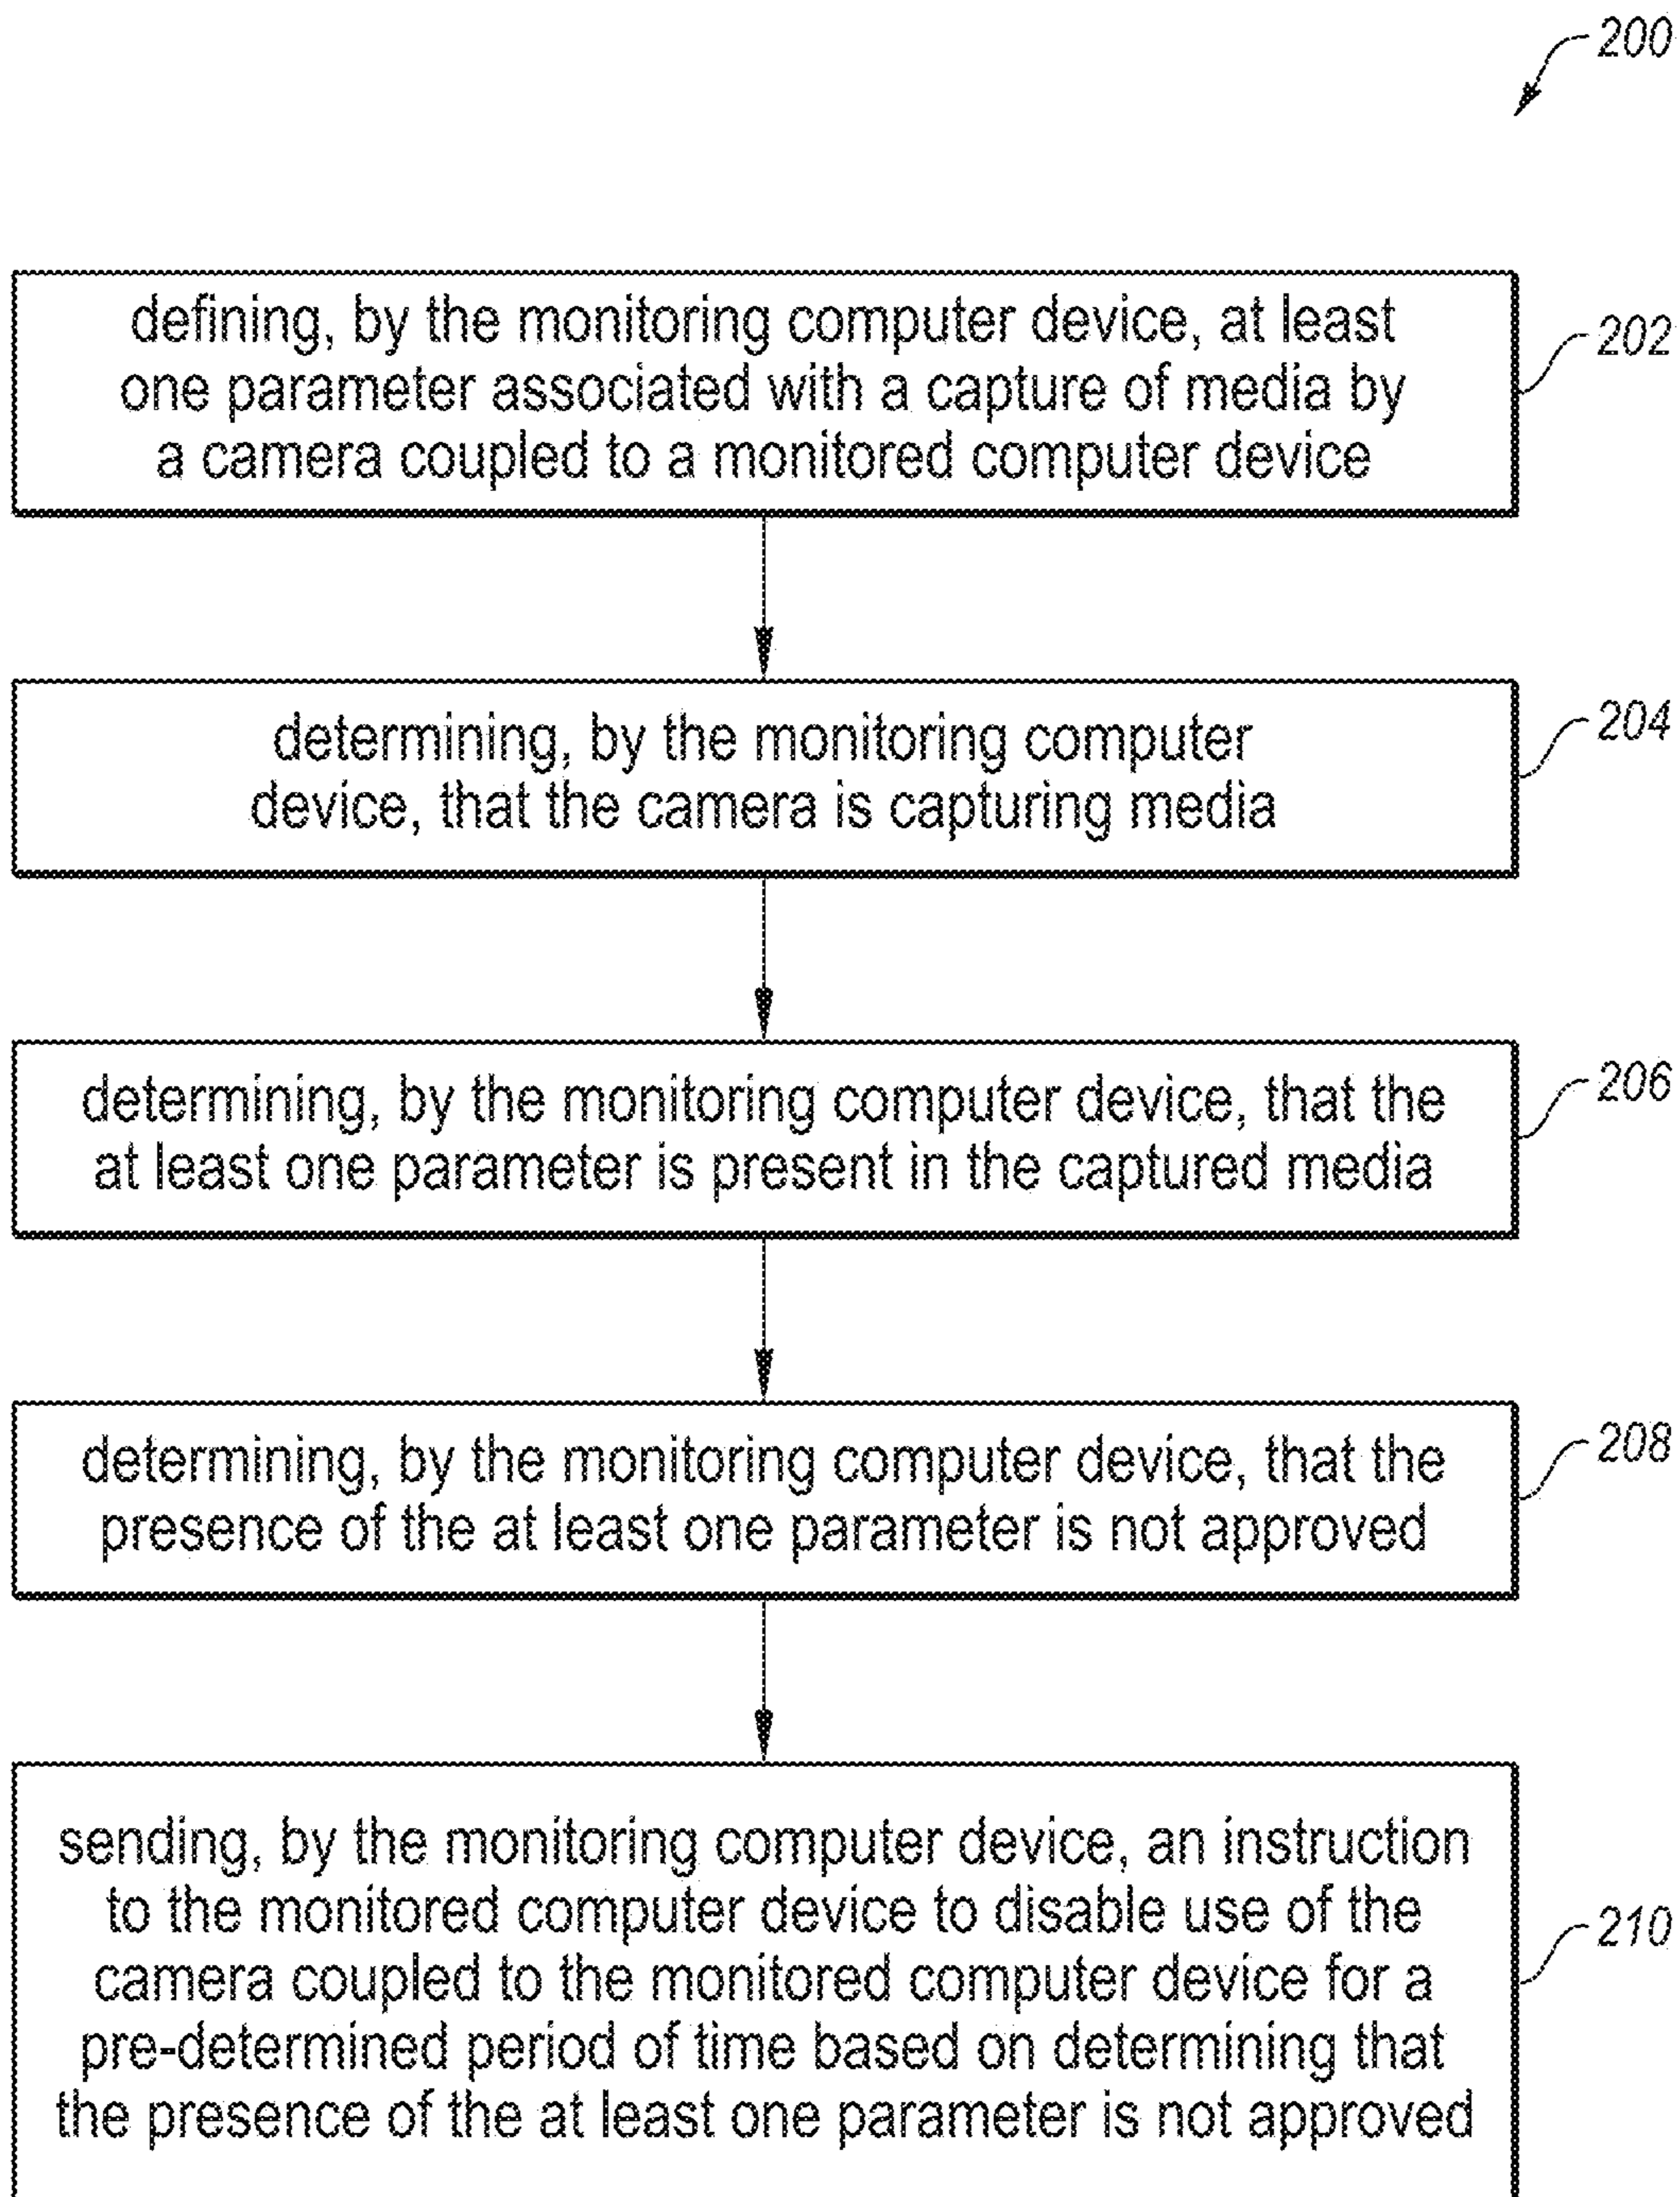 200
defining, by the monitoring computer device, at least
one parameter associated with a capture of media by
a camera coupled to a monitored computer device
202
determining, by the monitoring computer
device, that the camera is capturing media
204
determining, by the monitoring computer device, that the
at least one parameter is present in the captured media
206
determining, by the monitoring computer device, that the
presence of the at least one parameter is not approved
208
sending, by the monitoring computer device, an instruction
to the monitored computer device to disable use of the
camera coupled to the monitored computer device for a
pre-determined period of time based on determining that
the presence of the at least one parameter is not approved
210